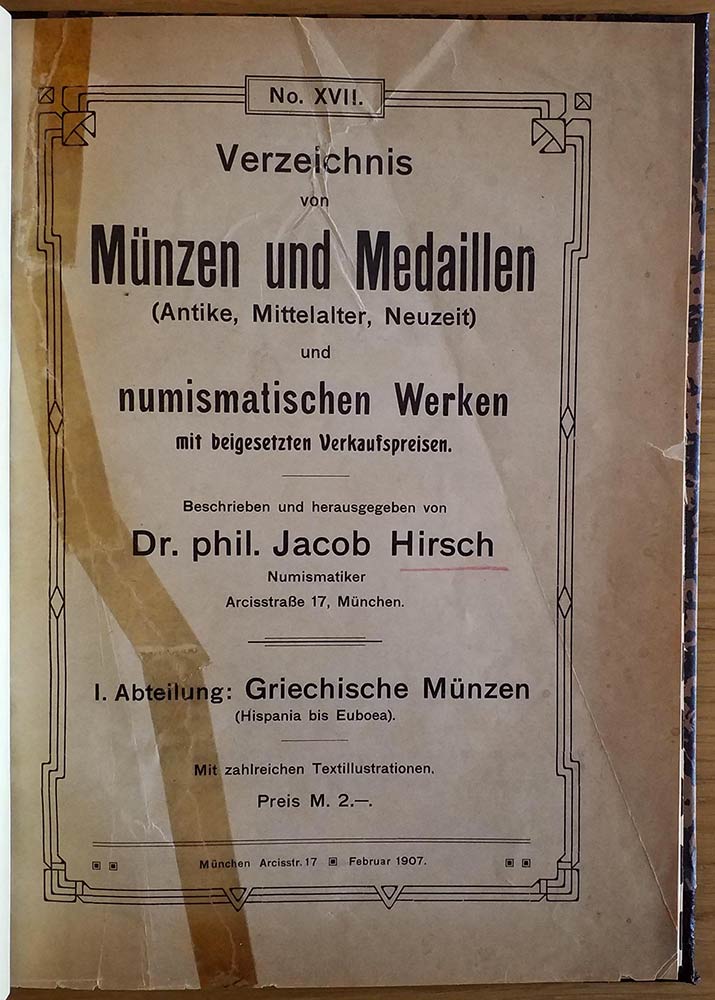 No. XVII.
Verzeichnis
von
Münzen und Medaillen
(Antike, Mittelalter, Neuzeit)
und
numismatischen Werken
mit beigesetzten Verkaufspreisen.
Beschrieben und herausgegeben von
Dr. phil. Jacob Hirsch
Numismatiker
Arcisstraße 17, München.
I. Abteilung: Griechische Münzen
(Hispania bis Euboea).
Mit zahlreichen Textillustrationen.
Preis M. 2.—.
München Arcisstr. 17 ▣ Februar 1907.